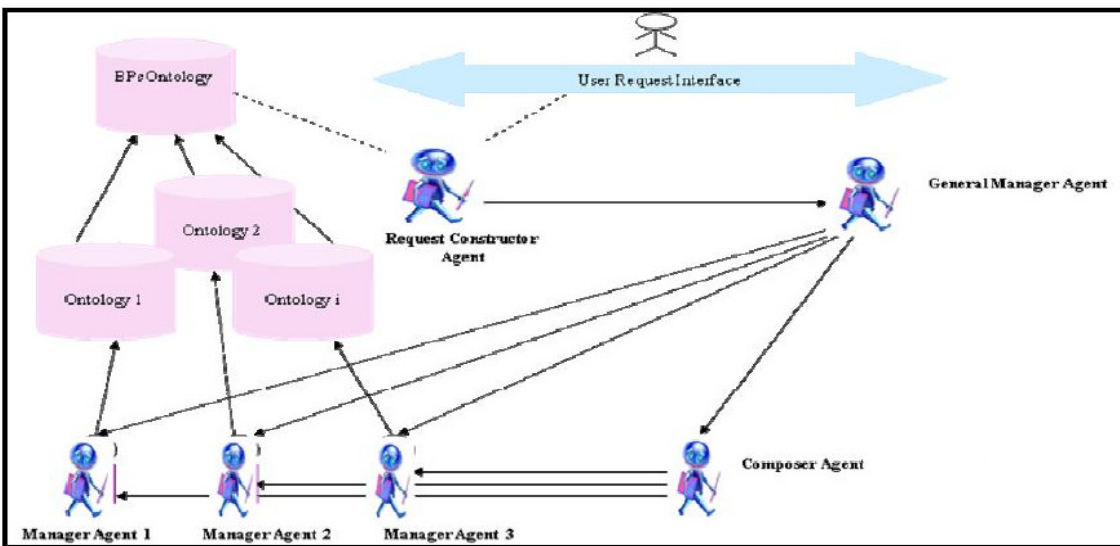 BPs Ontology
User Request Interface
General Manager Agent
Ontology 2
Request Constructor
Agent
Ontology 1
Ontology i
Composer Agent
Manager Agent 1
Manager Agent 2
Manager Agent 3